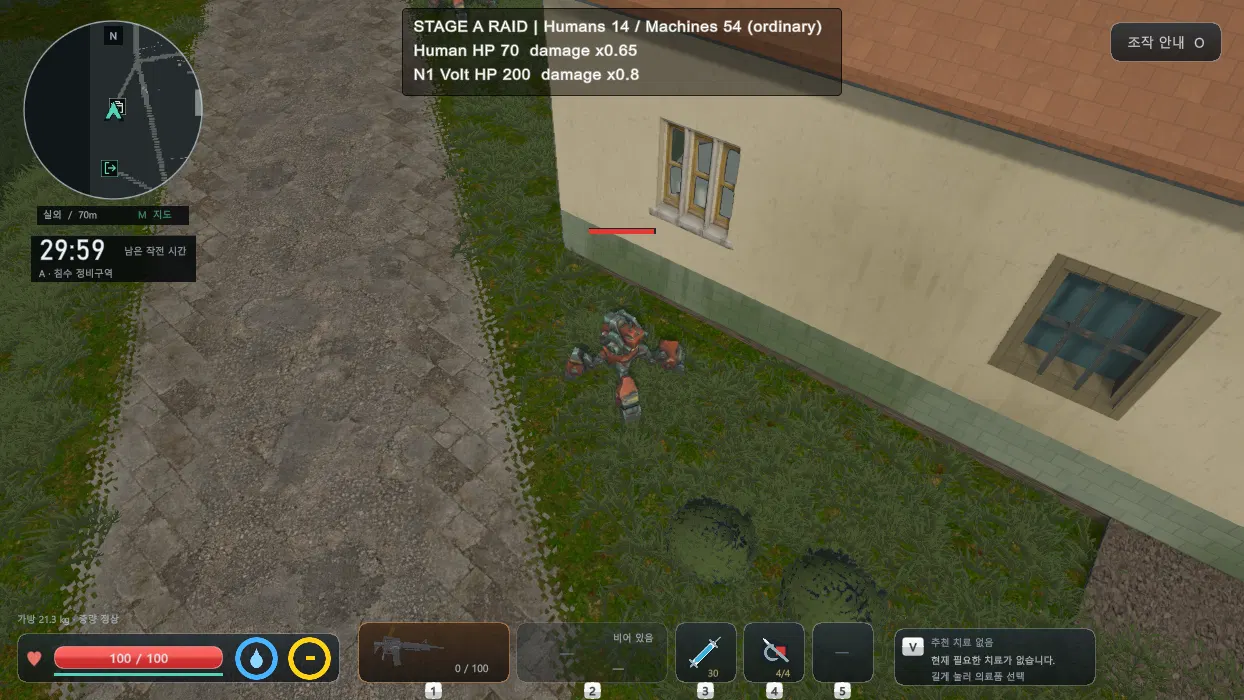 STAGE A RAID | Humans 14 / Machines 54 (ordinary)
Human HP 70 damage x0.65
N1 Volt HP 200 damage x0.8
조작 안내 O
N
실외 / 70m M 지도
29:59 남은 작전 시간
A · 침수 정비구역
가방 21.3 kg · 중량 정상
100 / 100
0 / 100
1
비어 있음
2
30
3
4/4
4
5
V 추천 치료 없음
현재 필요한 치료가 없습니다.
길게 눌러 의료품 선택